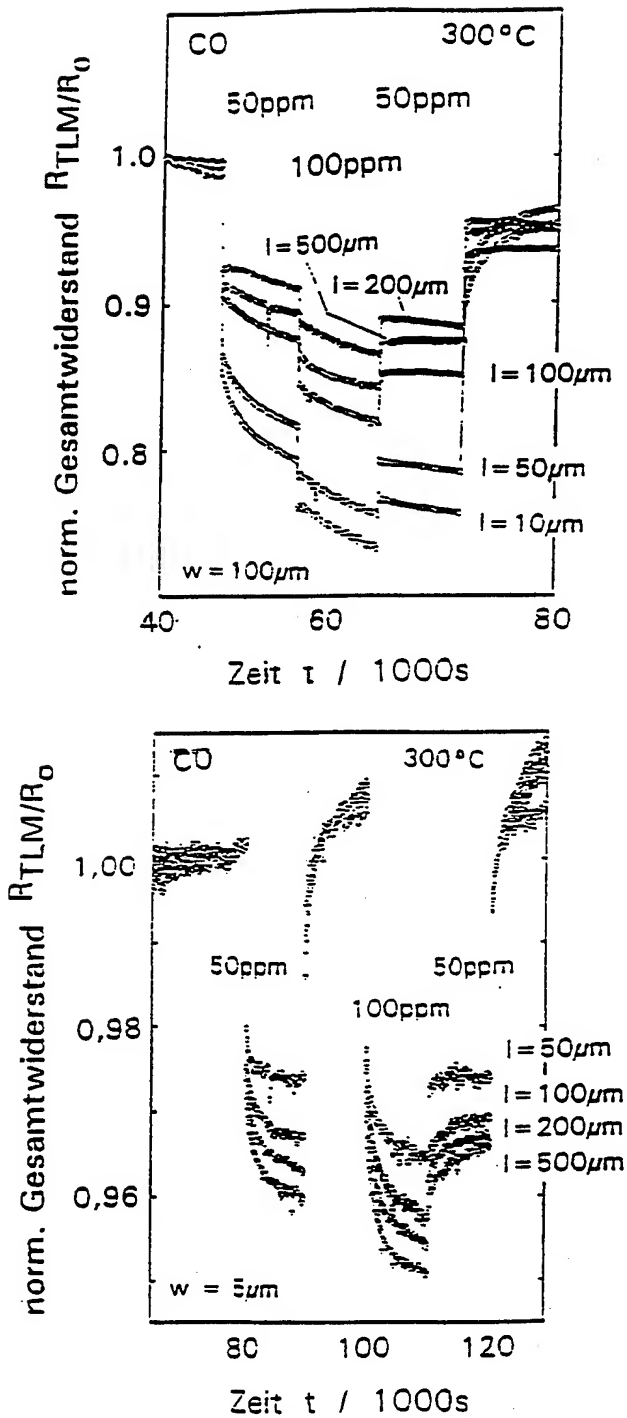 CO 300°C
50ppm 50ppm
norm. Gesamtwiderstand R_TLM/R_0
1.0
100ppm
l=500µm
l=200µm
0.9
l=100µm
0.8
l=50µm
l=10µm
w=100µm
40 60 80
Zeit t / 1000s
CO 300°C
norm. Gesamtwiderstand R_TLM/R_0
1,00
50ppm 50ppm
100ppm
0,98
l=50µm
l=100µm
l=200µm
l=500µm
0,96
w = 5µm
80 100 120
Zeit t / 1000s